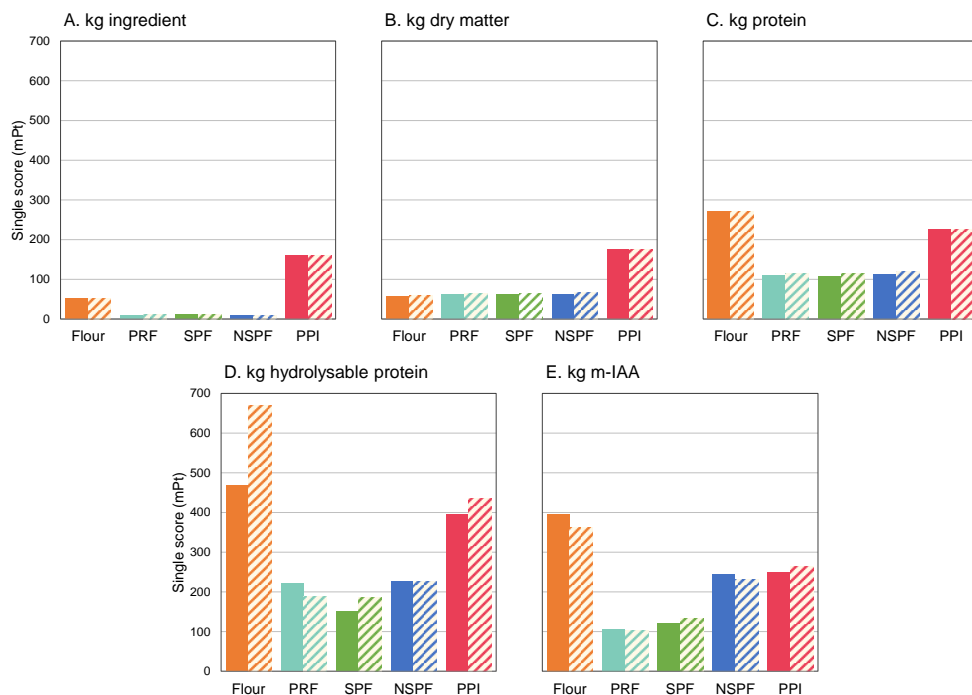 A. kg ingredient
B. kg dry matter
C. kg protein
Single score (mPt)
700
600
500
400
300
200
100
0
Flour PRF SPF NSPF PPI
Flour PRF SPF NSPF PPI
Flour PRF SPF NSPF PPI
D. kg hydrolysable protein
E. kg m-IAA
Single score (mPt)
700
600
500
400
300
200
100
0
Flour PRF SPF NSPF PPI
Flour PRF SPF NSPF PPI